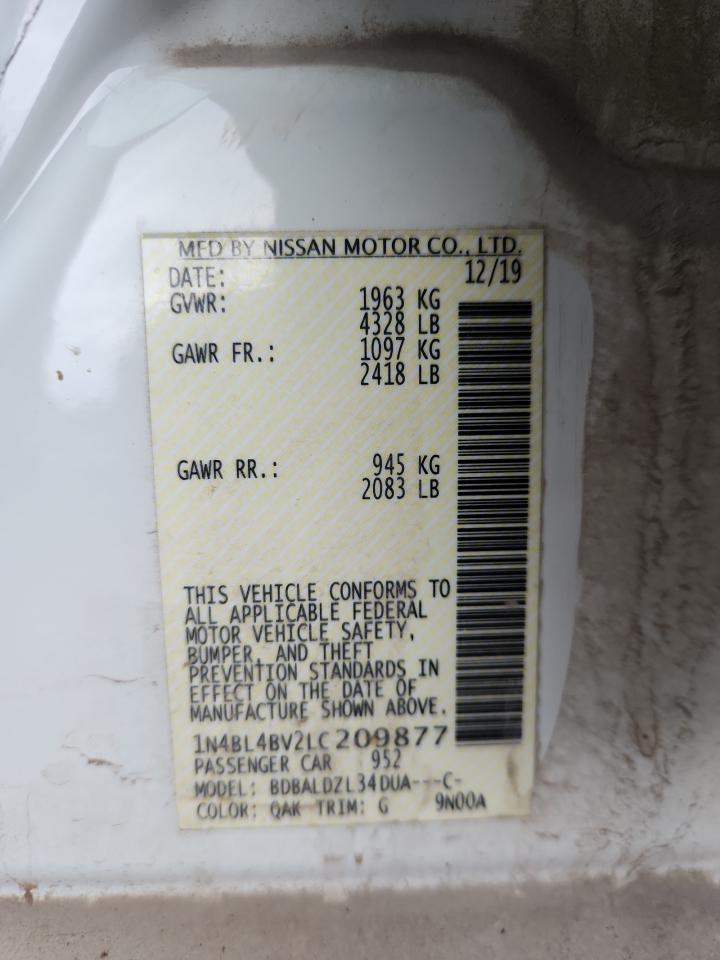 MFD BY NISSAN MOTOR CO., LTD.
DATE: 12/19
GVWR: 1963 KG
4328 LB
GAWR FR.: 1097 KG
2418 LB
GAWR RR.: 945 KG
2083 LB
THIS VEHICLE CONFORMS TO
ALL APPLICABLE FEDERAL
MOTOR VEHICLE SAFETY,
BUMPER, AND THEFT
PREVENTION STANDARDS IN
EFFECT ON THE DATE OF
MANUFACTURE SHOWN ABOVE.
1N4BL4BV2LC209877
PASSENGER CAR 952
MODEL: BDBALDZL34DUA---C-
COLOR: QAK TRIM: G 9N00A